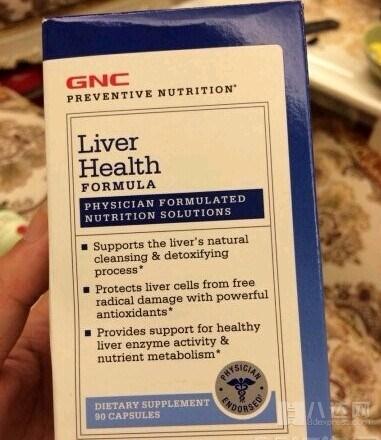 GNC
PREVENTIVE NUTRITION*
Liver
Health
FORMULA
PHYSICIAN FORMULATED
NUTRITION SOLUTIONS
■ Supports the liver's natural
cleansing & detoxifying
process*
■ Protects liver cells from free
radical damage with powerful
antioxidants*
■ Provides support for healthy
liver enzyme activity &
nutrient metabolism*
PHYSICIAN
ENDORSED
DIETARY SUPPLEMENT
90 CAPSULES